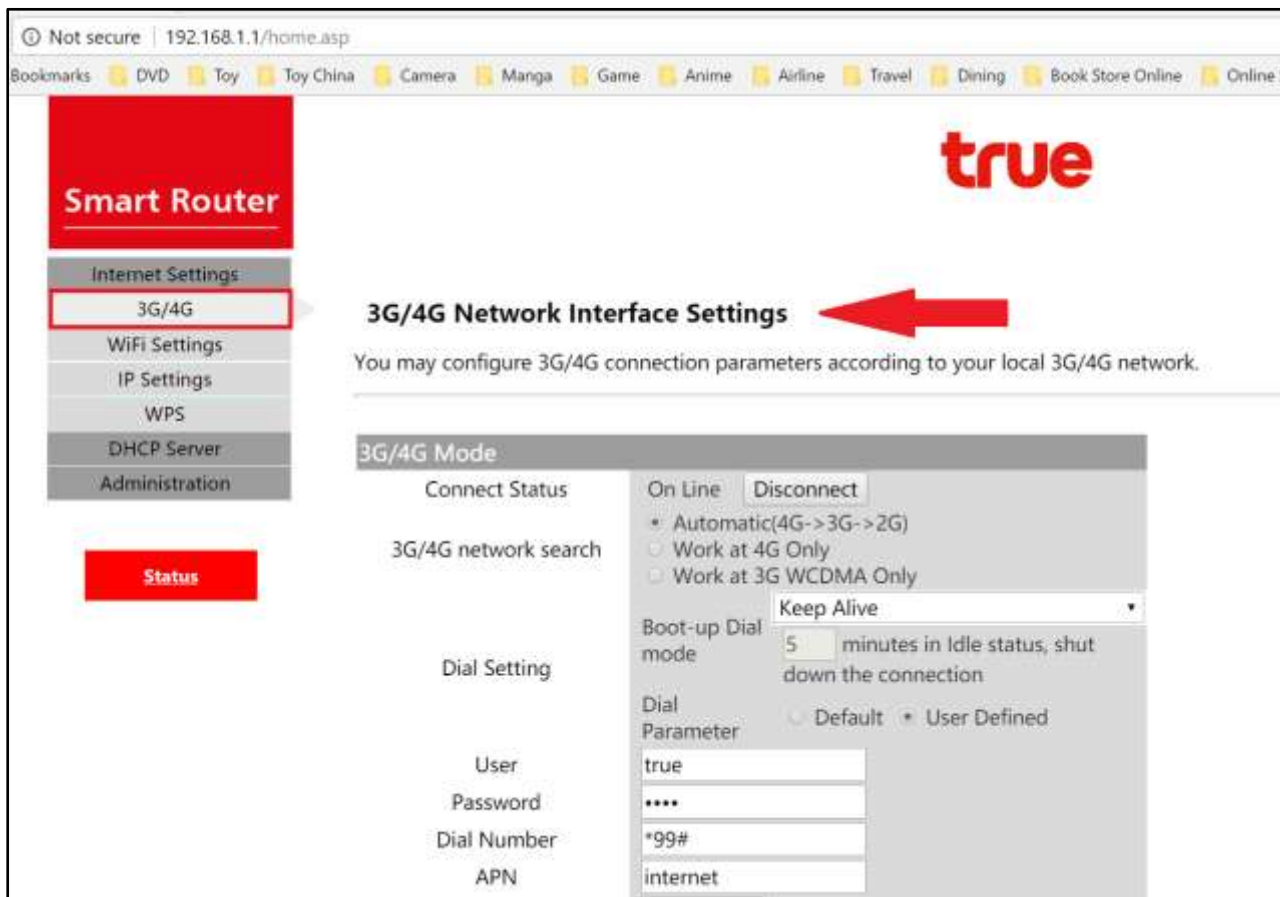 Not secure | 192.168.1.1/home.asp
Bookmarks DVD Toy Toy China Camera Manga Game Anime Airline Travel Dining Book Store Online Online
true
Smart Router
Internet Settings
3G/4G
WiFi Settings
IP Settings
WPS
DHCP Server
Administration
Status
3G/4G Network Interface Settings
You may configure 3G/4G connection parameters according to your local 3G/4G network.
3G/4G Mode
Connect Status On Line Disconnect
3G/4G network search
Automatic(4G->3G->2G)
Work at 4G Only
Work at 3G WCDMA Only
Dial Setting
Boot-up Dial
mode
Keep Alive
5 minutes in Idle status, shut
down the connection
Dial
Parameter
Default User Defined
User true
Password ••••
Dial Number *99#
APN internet